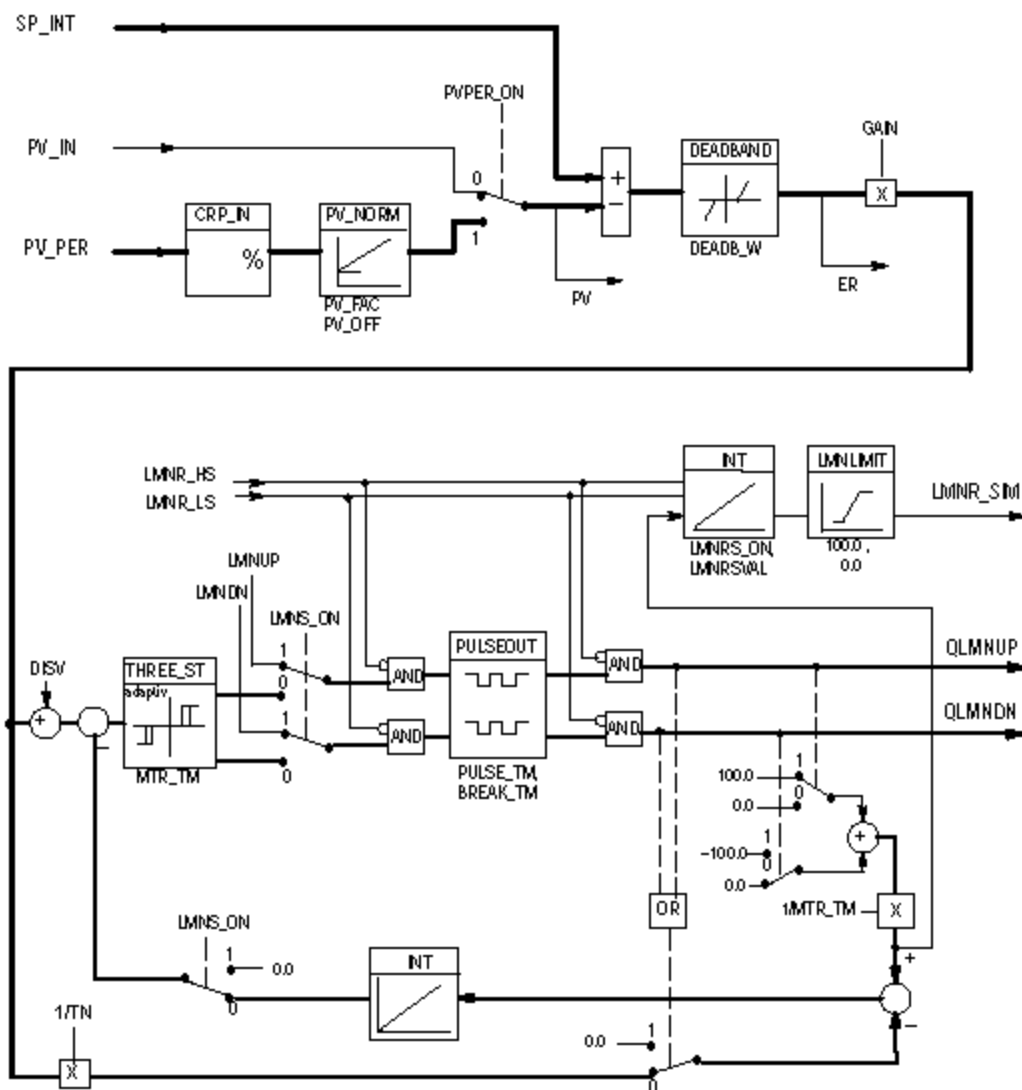 SP_INT
PVPER_ON
GAIN
PV_IN
DEADBAND
0
+
−
X
CRP_IN
PV_NORM
PV_PER
%
1
DEADB_W
PV_FAC
PV_OFF
PV
ER
LMNR_HS
LMNR_LS
INT
LMNLIMIT
LMNR_SIM
LMNRS_ON,
LMNRSVAL
100.0 ,
0.0
LMNUP
LMNDN
LMNS_ON
PULSEOUT
1
0
AND
AND
QLMNUP
DISV
THREE_ST
adaptiv
+
−
1
0
AND
AND
QLMNDN
MTR_TM
PULSE_TM,
BREAK_TM
100.0
1
0
0.0
+
−100.0
1
0
0.0
OR
1/MTR_TM
X
LMNS_ON
1
0.0
0
INT
+
−
1/TN
X
0.0
1
0